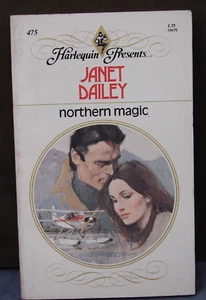 475
Harlequin Presents...
JANET
DAILEY
northern magic